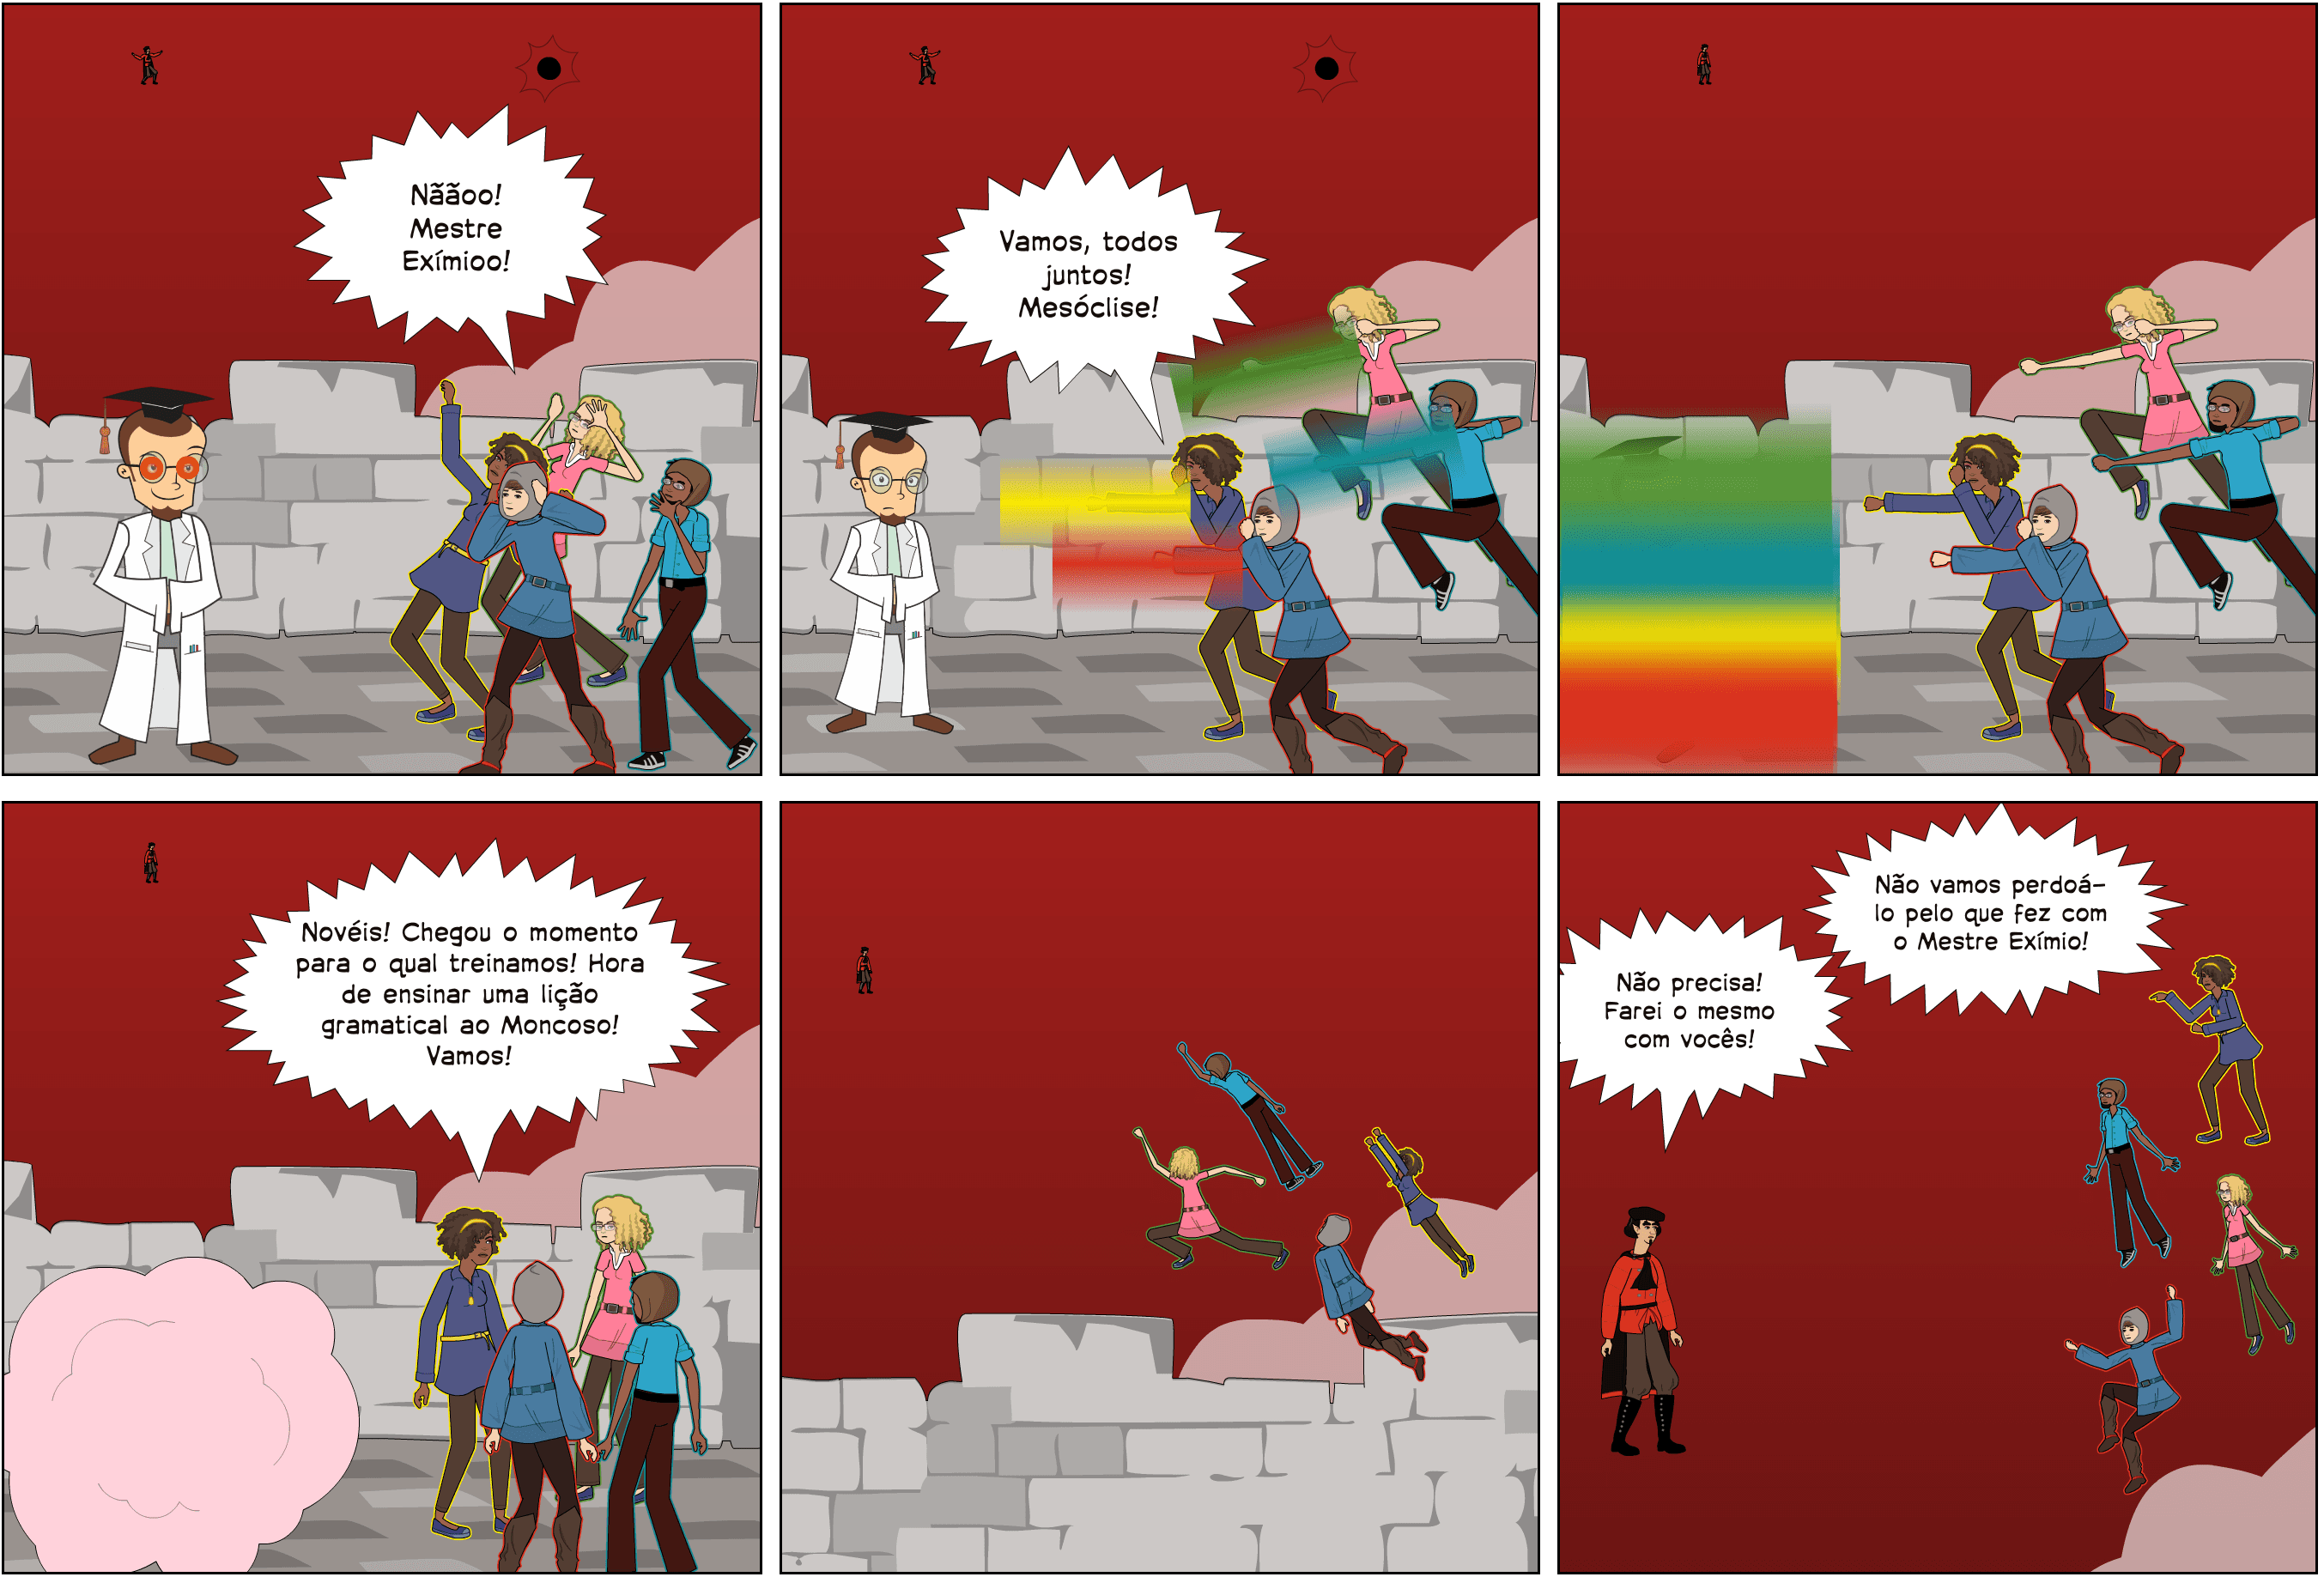 Nããoo!
Mestre
Exímioo!
Vamos, todos
juntos!
Mesóclise!
Novéis! Chegou o momento
para o qual treinamos! Hora
de ensinar uma lição
gramatical ao Moncoso!
Vamos!
Não vamos perdoá-
lo pelo que fez com
o Mestre Exímio!
Não precisa!
Farei o mesmo
com vocês!